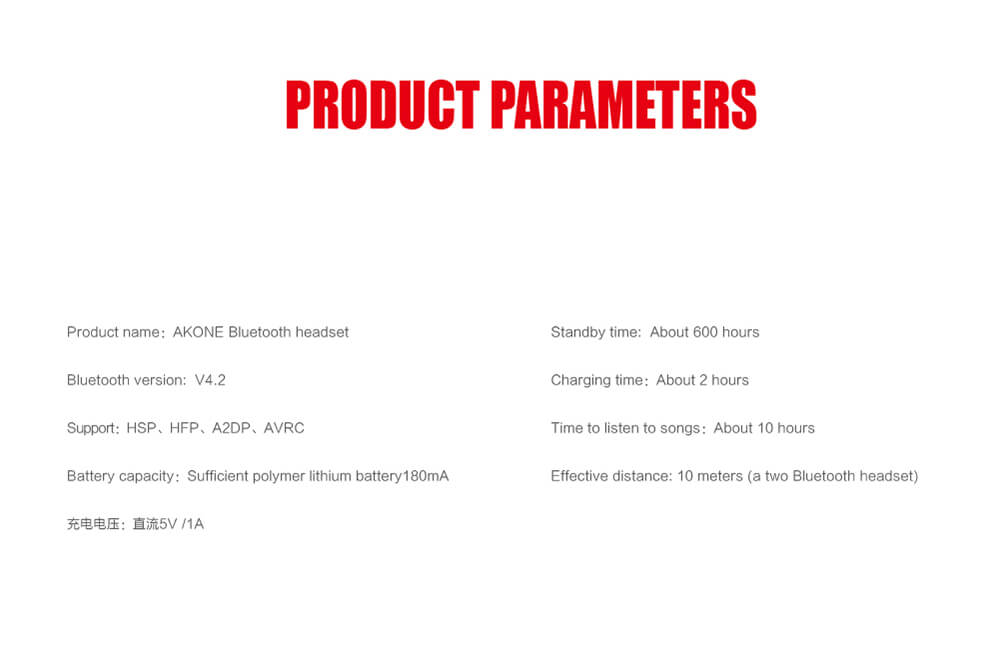 PRODUCT PARAMETERS
Product name：AKONE Bluetooth headset
Bluetooth version: V4.2
Support：HSP、HFP、A2DP、AVRC
Battery capacity：Sufficient polymer lithium battery180mA
充电电压：直流5V /1A
Standby time: About 600 hours
Charging time：About 2 hours
Time to listen to songs：About 10 hours
Effective distance: 10 meters (a two Bluetooth headset)